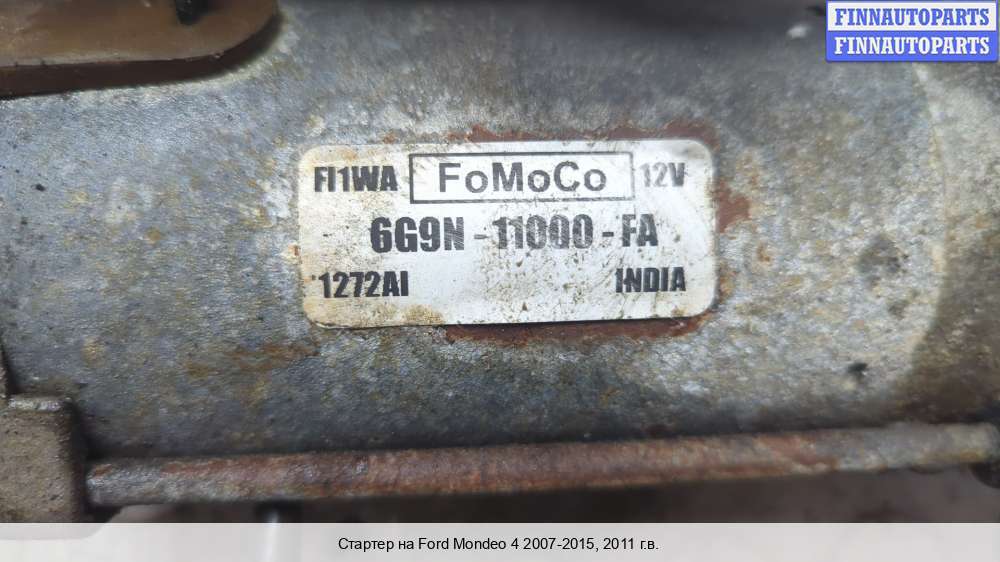 FINNAUTOPARTS
FINNAUTOPARTS
FI1WA FoMoCo 12V
6G9N-11000-FA
1272AI INDIA
Стартер на Ford Mondeo 4 2007-2015, 2011 г.в.